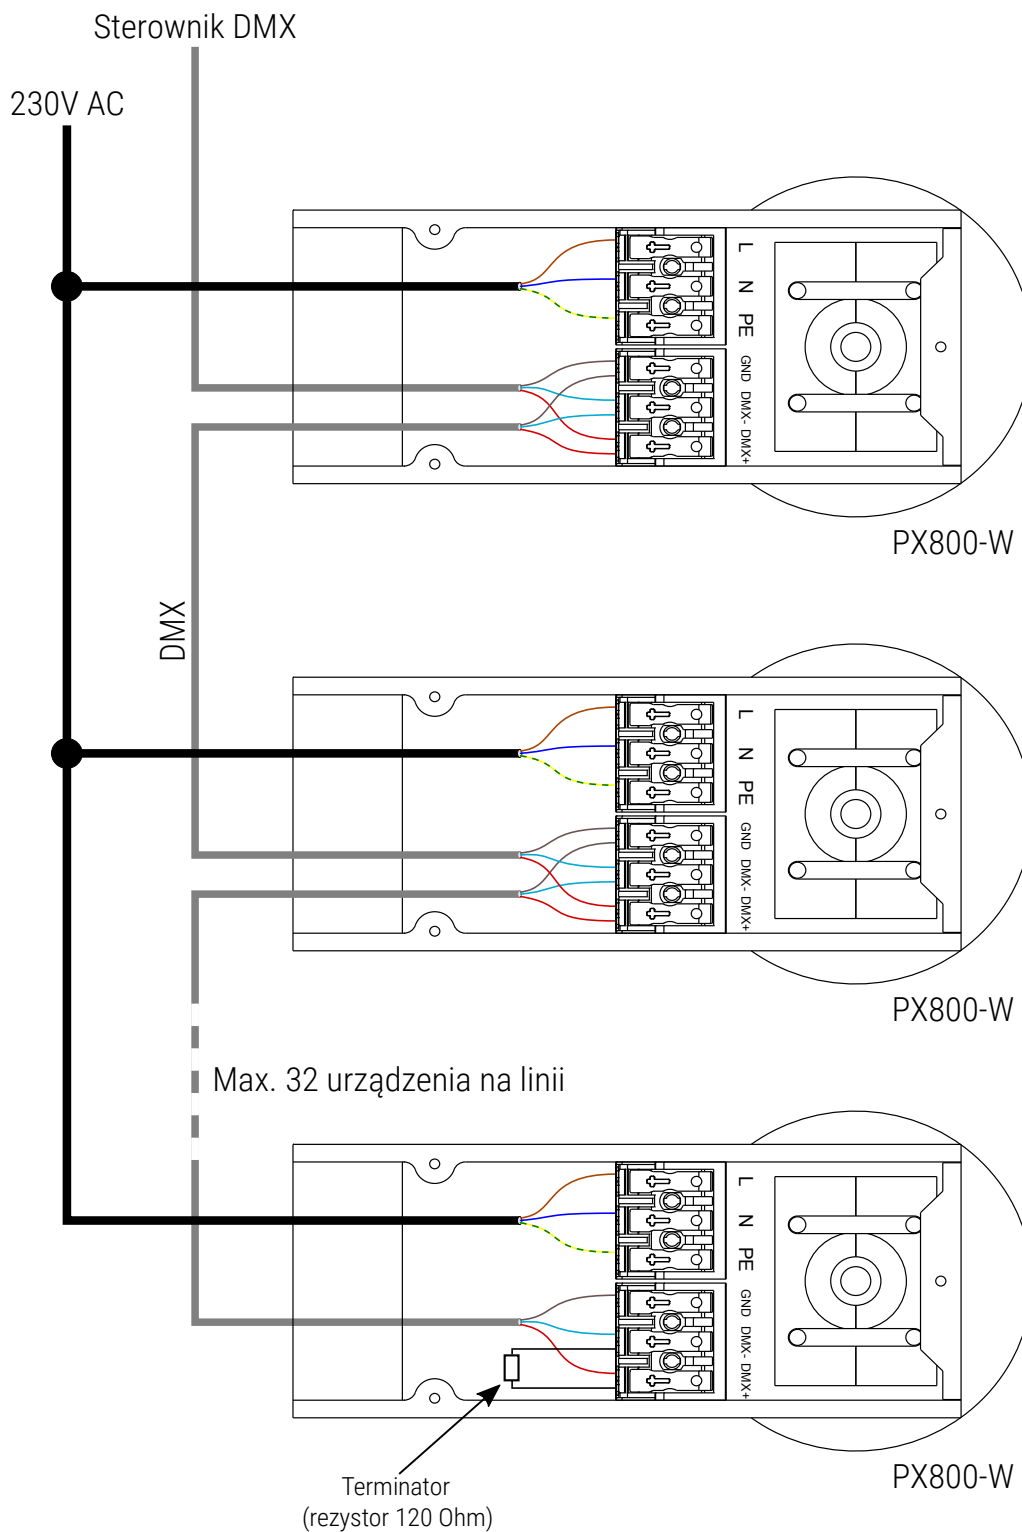 Sterownik DMX
230V AC
L
N
PE
GND
DMX-
DMX+
PX800-W
DMX
L
N
PE
GND
DMX-
DMX+
PX800-W
Max. 32 urządzenia na linii
L
N
PE
GND
DMX-
DMX+
PX800-W
Terminator
(rezystor 120 Ohm)